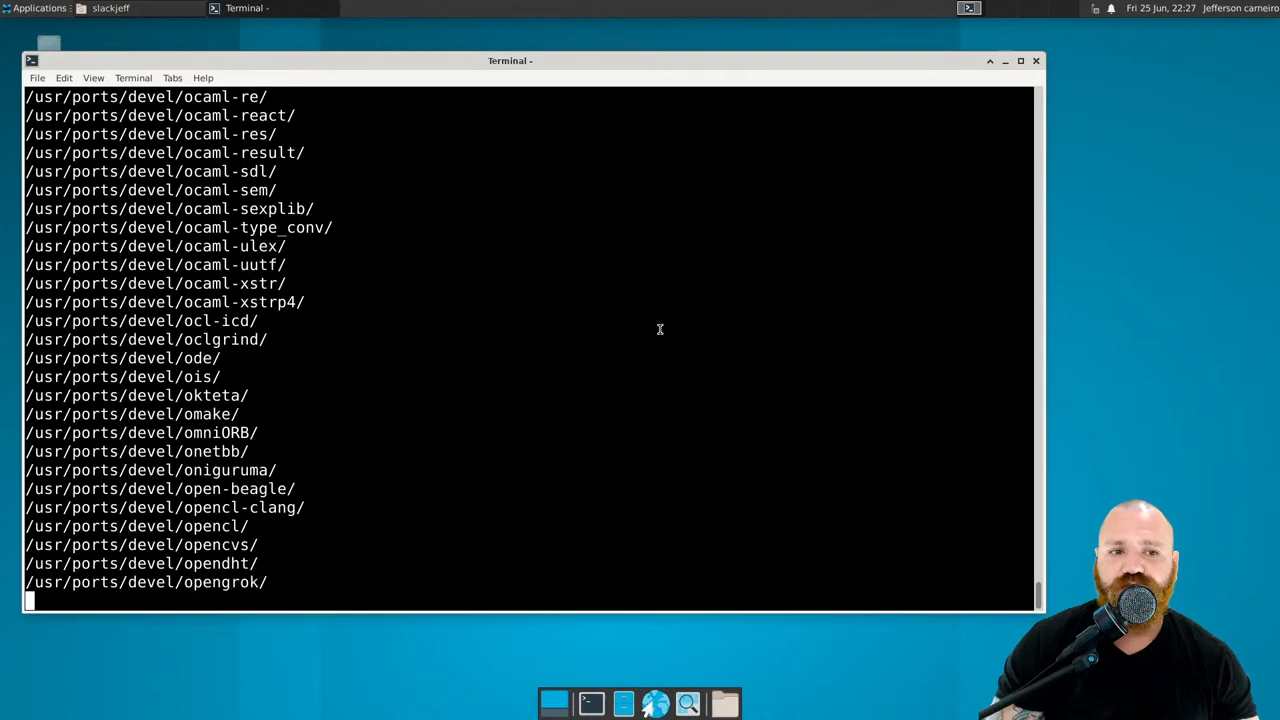 Applications
slackjeff
Terminal -
Fri 25 Jun, 22:27
Jefferson carneiro
Terminal -
File Edit View Terminal Tabs Help
/usr/ports/devel/ocaml-re/
/usr/ports/devel/ocaml-react/
/usr/ports/devel/ocaml-res/
/usr/ports/devel/ocaml-result/
/usr/ports/devel/ocaml-sdl/
/usr/ports/devel/ocaml-sem/
/usr/ports/devel/ocaml-sexplib/
/usr/ports/devel/ocaml-type_conv/
/usr/ports/devel/ocaml-ulex/
/usr/ports/devel/ocaml-uutf/
/usr/ports/devel/ocaml-xstr/
/usr/ports/devel/ocaml-xstrp4/
/usr/ports/devel/ocl-icd/
/usr/ports/devel/oclgrind/
/usr/ports/devel/ode/
/usr/ports/devel/ois/
/usr/ports/devel/okteta/
/usr/ports/devel/omake/
/usr/ports/devel/omniORB/
/usr/ports/devel/onetbb/
/usr/ports/devel/oniguruma/
/usr/ports/devel/open-beagle/
/usr/ports/devel/opencl-clang/
/usr/ports/devel/opencl/
/usr/ports/devel/opencvs/
/usr/ports/devel/opendht/
/usr/ports/devel/opengrok/